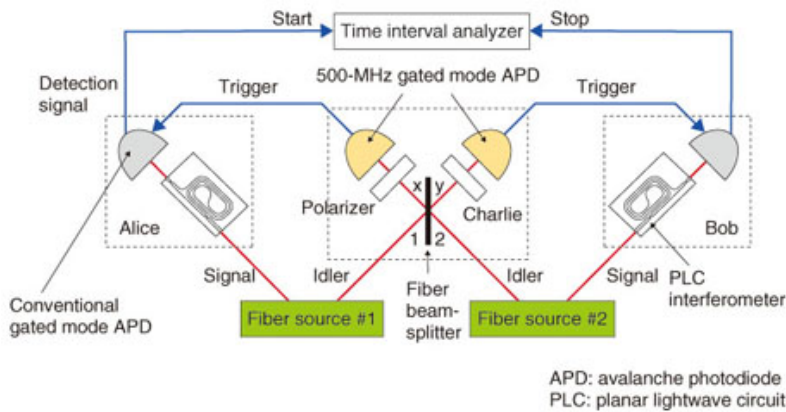 Start
Time interval analyzer
Stop
Detection
signal
Trigger
500-MHz gated mode APD
Trigger
Alice
Polarizer
x
y
Charlie
Bob
1
2
Signal
Idler
Fiber
beam-
splitter
Idler
Signal
PLC
interferometer
Conventional
gated mode APD
Fiber source #1
Fiber source #2
APD: avalanche photodiode
PLC: planar lightwave circuit